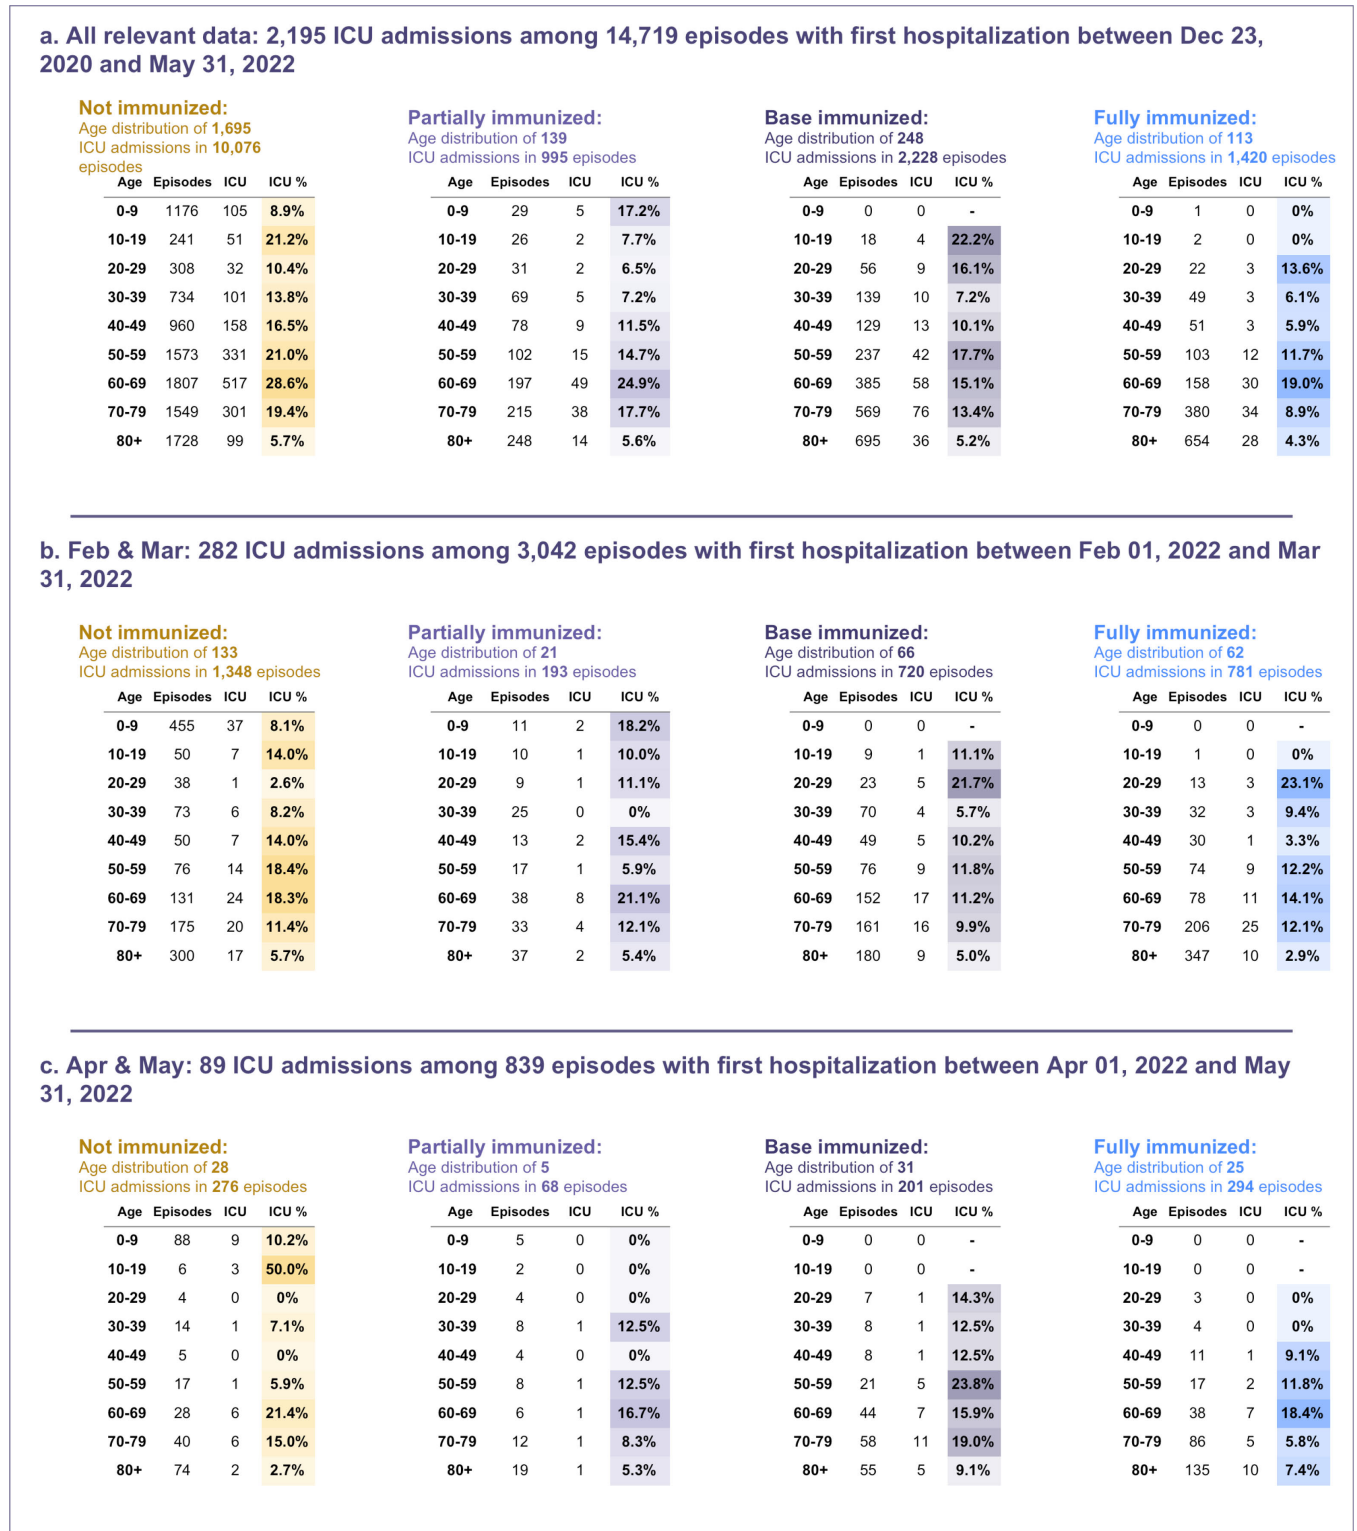 a. All relevant data: 2,195 ICU admissions among 14,719 episodes with first hospitalization between Dec 23,
2020 and May 31, 2022
Not immunized:
Age distribution of 1,695
ICU admissions in 10,076
episodes
Age Episodes ICU ICU %
0-9 1176 105 8.9%
10-19 241 51 21.2%
20-29 308 32 10.4%
30-39 734 101 13.8%
40-49 960 158 16.5%
50-59 1573 331 21.0%
60-69 1807 517 28.6%
70-79 1549 301 19.4%
80+ 1728 99 5.7%
Partially immunized:
Age distribution of 139
ICU admissions in 995 episodes
Age Episodes ICU ICU %
0-9 29 5 17.2%
10-19 26 2 7.7%
20-29 31 2 6.5%
30-39 69 5 7.2%
40-49 78 9 11.5%
50-59 102 15 14.7%
60-69 197 49 24.9%
70-79 215 38 17.7%
80+ 248 14 5.6%
Base immunized:
Age distribution of 248
ICU admissions in 2,228 episodes
Age Episodes ICU ICU %
0-9 0 0 -
10-19 18 4 22.2%
20-29 56 9 16.1%
30-39 139 10 7.2%
40-49 129 13 10.1%
50-59 237 42 17.7%
60-69 385 58 15.1%
70-79 569 76 13.4%
80+ 695 36 5.2%
Fully immunized:
Age distribution of 113
ICU admissions in 1,420 episodes
Age Episodes ICU ICU %
0-9 1 0 0%
10-19 2 0 0%
20-29 22 3 13.6%
30-39 49 3 6.1%
40-49 51 3 5.9%
50-59 103 12 11.7%
60-69 158 30 19.0%
70-79 380 34 8.9%
80+ 654 28 4.3%
b. Feb & Mar: 282 ICU admissions among 3,042 episodes with first hospitalization between Feb 01, 2022 and Mar
31, 2022
Not immunized:
Age distribution of 133
ICU admissions in 1,348 episodes
Age Episodes ICU ICU %
0-9 455 37 8.1%
10-19 50 7 14.0%
20-29 38 1 2.6%
30-39 73 6 8.2%
40-49 50 7 14.0%
50-59 76 14 18.4%
60-69 131 24 18.3%
70-79 175 20 11.4%
80+ 300 17 5.7%
Partially immunized:
Age distribution of 21
ICU admissions in 193 episodes
Age Episodes ICU ICU %
0-9 11 2 18.2%
10-19 10 1 10.0%
20-29 9 1 11.1%
30-39 25 0 0%
40-49 13 2 15.4%
50-59 17 1 5.9%
60-69 38 8 21.1%
70-79 33 4 12.1%
80+ 37 2 5.4%
Base immunized:
Age distribution of 66
ICU admissions in 720 episodes
Age Episodes ICU ICU %
0-9 0 0 -
10-19 9 1 11.1%
20-29 23 5 21.7%
30-39 70 4 5.7%
40-49 49 5 10.2%
50-59 76 9 11.8%
60-69 152 17 11.2%
70-79 161 16 9.9%
80+ 180 9 5.0%
Fully immunized:
Age distribution of 62
ICU admissions in 781 episodes
Age Episodes ICU ICU %
0-9 0 0 -
10-19 1 0 0%
20-29 13 3 23.1%
30-39 32 3 9.4%
40-49 30 1 3.3%
50-59 74 9 12.2%
60-69 78 11 14.1%
70-79 206 25 12.1%
80+ 347 10 2.9%
c. Apr & May: 89 ICU admissions among 839 episodes with first hospitalization between Apr 01, 2022 and May
31, 2022
Not immunized:
Age distribution of 28
ICU admissions in 276 episodes
Age Episodes ICU ICU %
0-9 88 9 10.2%
10-19 6 3 50.0%
20-29 4 0 0%
30-39 14 1 7.1%
40-49 5 0 0%
50-59 17 1 5.9%
60-69 28 6 21.4%
70-79 40 6 15.0%
80+ 74 2 2.7%
Partially immunized:
Age distribution of 5
ICU admissions in 68 episodes
Age Episodes ICU ICU %
0-9 5 0 0%
10-19 2 0 0%
20-29 4 0 0%
30-39 8 1 12.5%
40-49 4 0 0%
50-59 8 1 12.5%
60-69 6 1 16.7%
70-79 12 1 8.3%
80+ 19 1 5.3%
Base immunized:
Age distribution of 31
ICU admissions in 201 episodes
Age Episodes ICU ICU %
0-9 0 0 -
10-19 0 0 -
20-29 7 1 14.3%
30-39 8 1 12.5%
40-49 8 1 12.5%
50-59 21 5 23.8%
60-69 44 7 15.9%
70-79 58 11 19.0%
80+ 55 5 9.1%
Fully immunized:
Age distribution of 25
ICU admissions in 294 episodes
Age Episodes ICU ICU %
0-9 0 0 -
10-19 0 0 -
20-29 3 0 0%
30-39 4 0 0%
40-49 11 1 9.1%
50-59 17 2 11.8%
60-69 38 7 18.4%
70-79 86 5 5.8%
80+ 135 10 7.4%